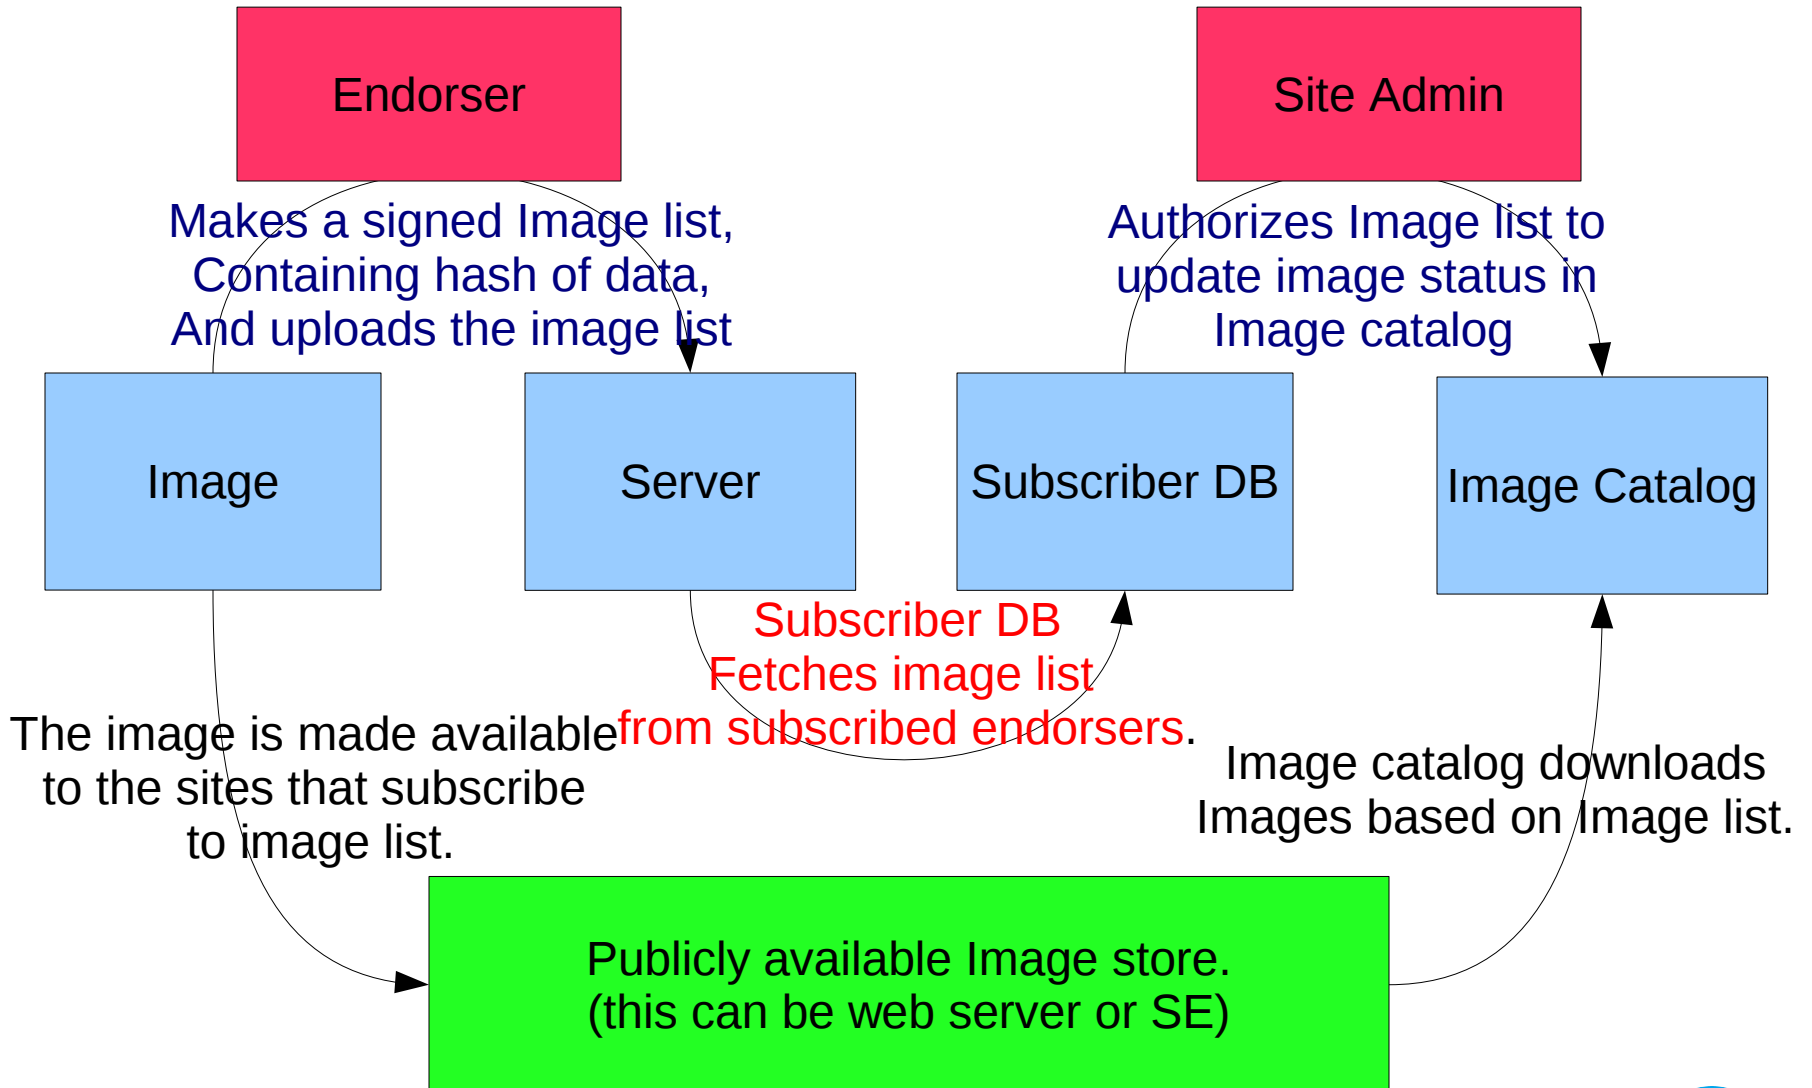 Endorser
Site Admin
Makes a signed Image list,
Containing hash of data,
And uploads the image list
Authorizes Image list to
update image status in
Image catalog
Image
Server
Subscriber DB
Image Catalog
Subscriber DB
Fetches image list
from subscribed endorsers.
The image is made available
to the sites that subscribe
to image list.
Image catalog downloads
Images based on Image list.
Publicly available Image store.
(this can be web server or SE)